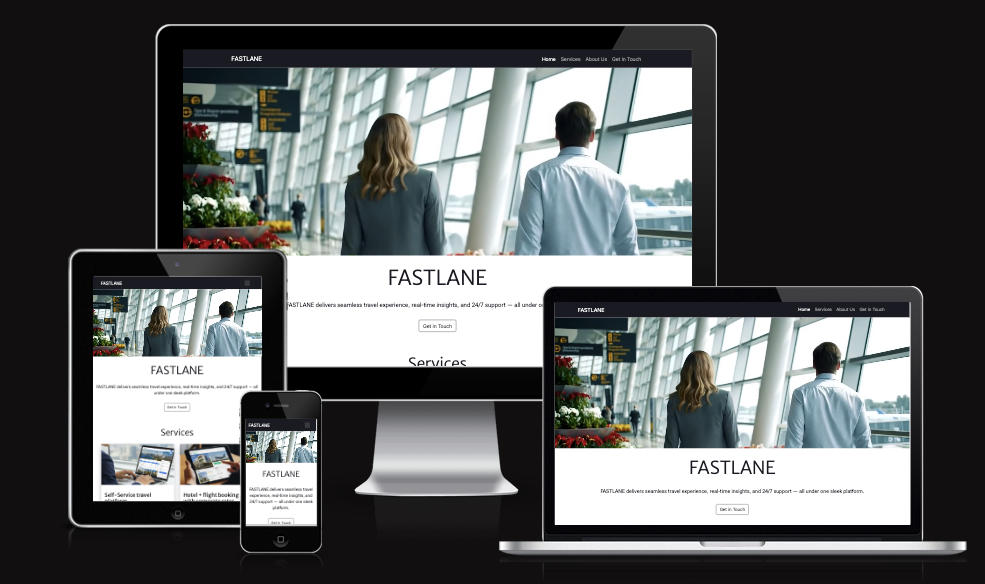 FASTLANE
Home Services About Us Get In Touch
FASTLANE
FASTLANE delivers seamless travel experience, real-time insights, and 24/7 support — all under
Get In Touch
Services
FASTLANE
FASTLANE
FASTLANE delivers seamless travel experience, real-time insights, and 24/7 support — all
under one sleek platform.
Get In Touch
Services
Self-Service travel
platform
Hotel + flight booking
FASTLANE
FASTLANE
FASTLANE delivers seamless travel
experience, real-time insights, and
24/7 support — all under one sleek
platform.
Get In Touch
FASTLANE
Home Services About Us Get In Touch
FASTLANE
FASTLANE delivers seamless travel experience, real-time insights, and 24/7 support — all under one sleek platform.
Get In Touch